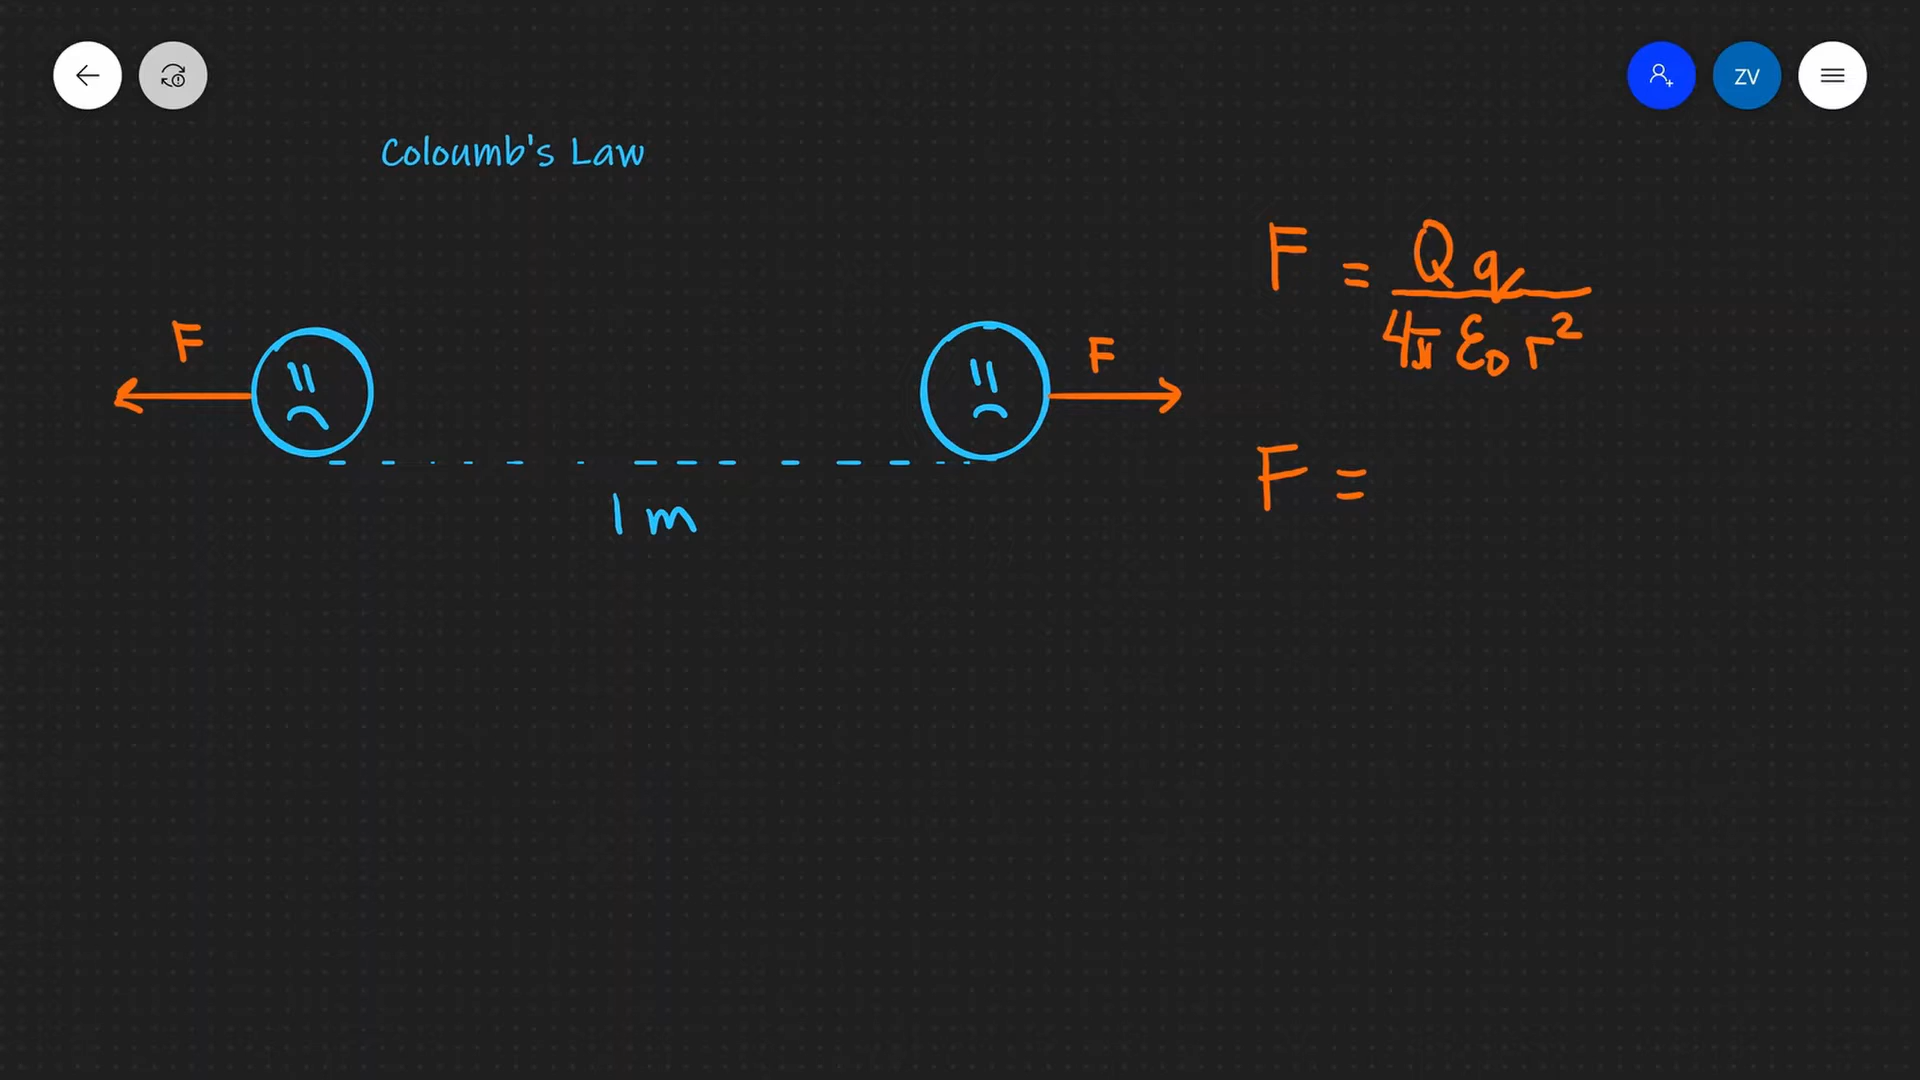 ZV
Coloumb's Law
F = Qq / 4π ε₀ r²
F
F
F =
1 m